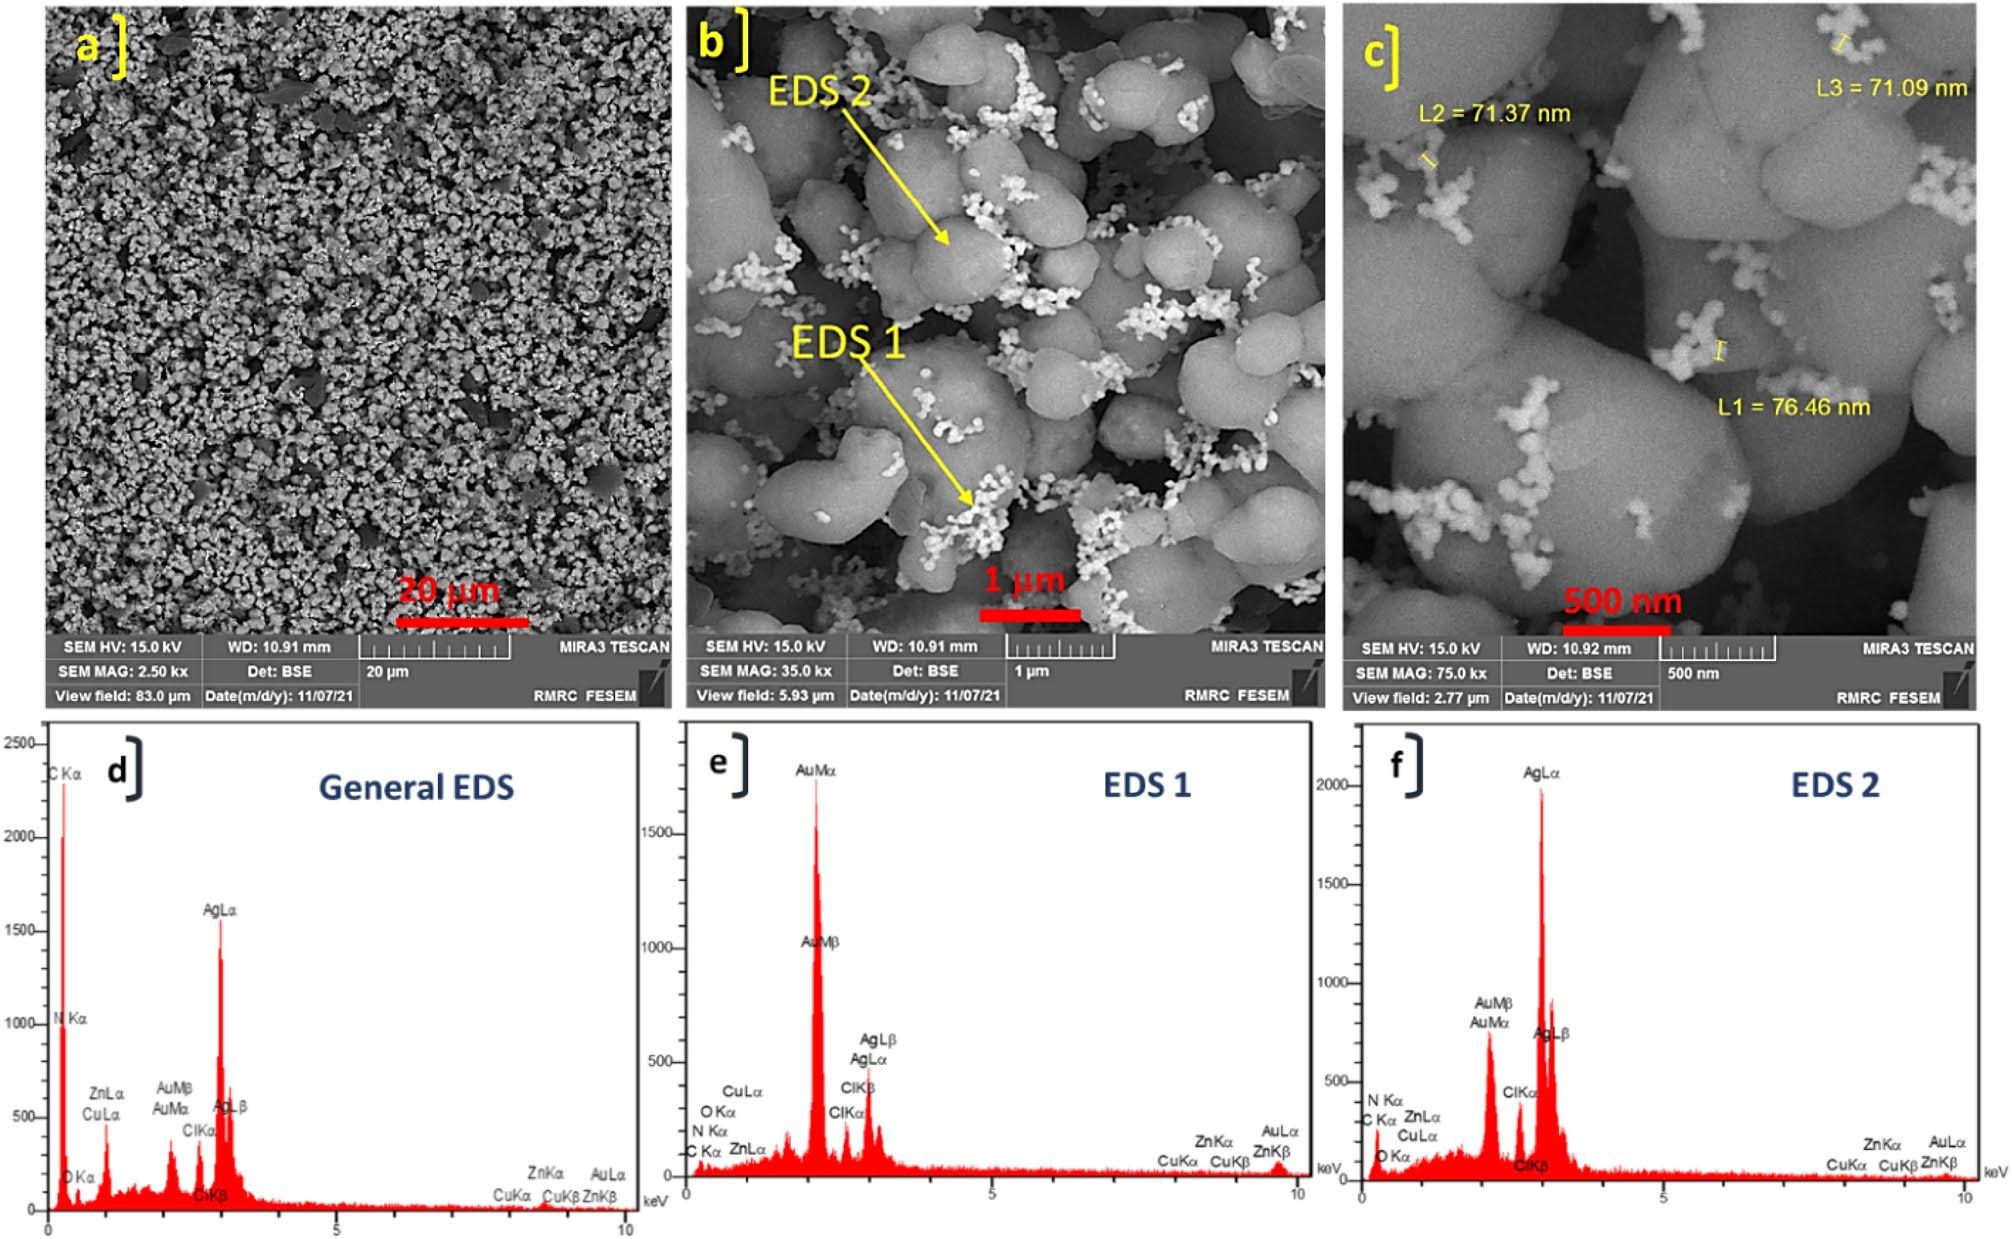 a]
20 µm
SEM HV: 15.0 kV
WD: 10.91 mm
MIRA3 TESCAN
SEM MAG: 2.50 kx
Det: BSE
20 µm
View field: 83.0 µm
Date(m/d/y): 11/07/21
RMRC FESEM
b]
EDS 2
EDS 1
1 µm
SEM HV: 15.0 kV
WD: 10.91 mm
MIRA3 TESCAN
SEM MAG: 35.0 kx
Det: BSE
1 µm
View field: 5.93 µm
Date(m/d/y): 11/07/21
RMRC FESEM
c]
L3 = 71.09 nm
L2 = 71.37 nm
L1 = 76.46 nm
500 nm
SEM HV: 15.0 kV
WD: 10.92 mm
MIRA3 TESCAN
SEM MAG: 75.0 kx
Det: BSE
500 nm
View field: 2.77 µm
Date(m/d/y): 11/07/21
RMRC FESEM
d]
General EDS
2500
2000
1500
1000
500
0
C Kα
N Kα
O Kα
ZnLα
CuLα
AuMβ
AuMα
ClKα
ClKβ
AgLα
AgLβ
CuKα
ZnKα
CuKβ
ZnKβ
AuLα
keV
0
5
10
e]
EDS 1
1500
1000
500
0
AuMα
AuMβ
CuLα
O Kα
N Kα
C Kα
ZnLα
AgLβ
AgLα
ClKβ
ClKα
CuKα
ZnKα
CuKβ
ZnKβ
AuLα
keV
0
5
10
f]
EDS 2
2000
1500
1000
500
0
AgLα
AgLβ
AuMβ
AuMα
ClKα
ClKβ
N Kα
C Kα
O Kα
ZnLα
CuLα
CuKα
ZnKα
CuKβ
ZnKβ
AuLα
keV
0
5
10